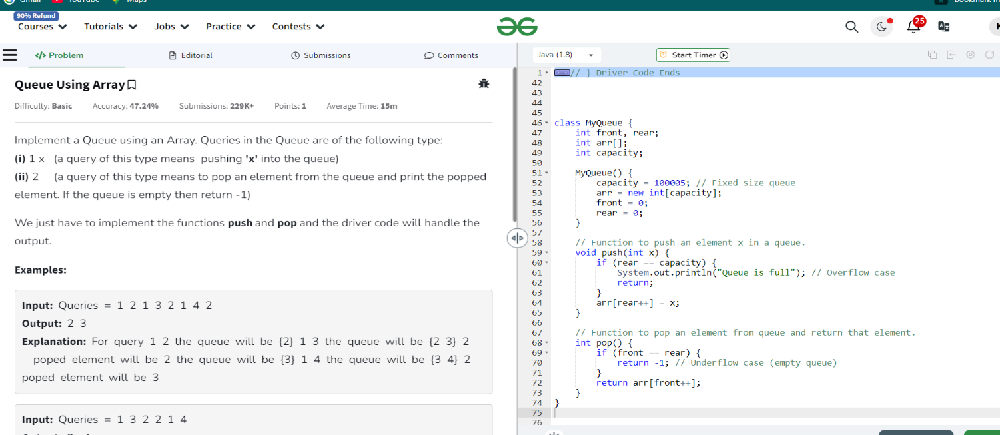 Gmail YouTube Maps
90% Refund
Courses Tutorials Jobs Practice Contests
25
</> Problem Editorial Submissions Comments
Java (1.8) Start Timer
Queue Using Array
Difficulty: Basic Accuracy: 47.24% Submissions: 229K+ Points: 1 Average Time: 15m
Implement a Queue using an Array. Queries in the Queue are of the following type:
(i) 1 x (a query of this type means pushing 'x' into the queue)
(ii) 2 (a query of this type means to pop an element from the queue and print the popped
element. If the queue is empty then return -1)
We just have to implement the functions push and pop and the driver code will handle the
output.
Examples:
Input: Queries = 1 2 1 3 2 1 4 2
Output: 2 3
Explanation: For query 1 2 the queue will be {2} 1 3 the queue will be {2 3} 2
poped element will be 2 the queue will be {3} 1 4 the queue will be {3 4} 2
poped element will be 3
Input: Queries = 1 3 2 2 1 4
1 // } Driver Code Ends
42
43
44
45
46 class MyQueue {
47 int front, rear;
48 int arr[];
49 int capacity;
50
51 MyQueue() {
52 capacity = 100005; // Fixed size queue
53 arr = new int[capacity];
54 front = 0;
55 rear = 0;
56 }
57
58 // Function to push an element x in a queue.
59 void push(int x) {
60 if (rear == capacity) {
61 System.out.println("Queue is full"); // Overflow case
62 return;
63 }
64 arr[rear++] = x;
65 }
66
67 // Function to pop an element from queue and return that element.
68 int pop() {
69 if (front == rear) {
70 return -1; // Underflow case (empty queue)
71 }
72 return arr[front++];
73 }
74 }
75
76